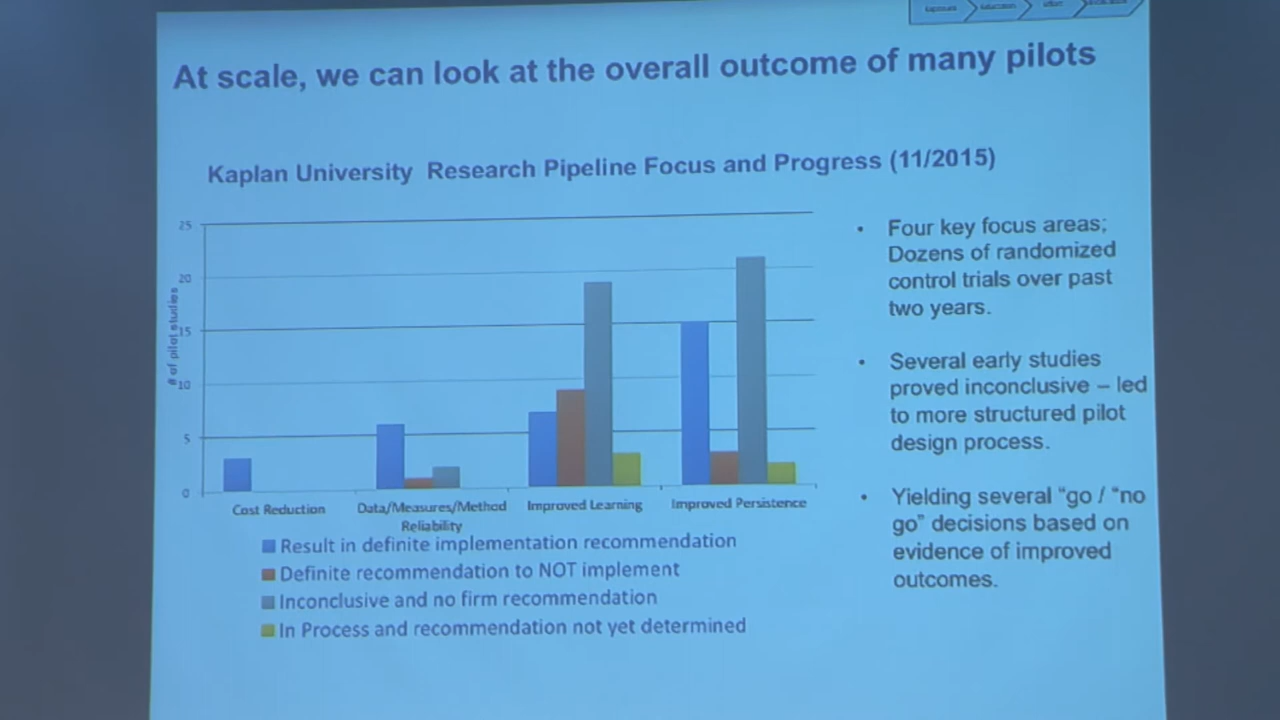 At scale, we can look at the overall outcome of many pilots
Kaplan University Research Pipeline Focus and Progress (11/2015)
# of pilot studies
25
20
15
10
5
0
Cost Reduction
Data/Measures/Method
Reliability
Improved Learning
Improved Persistence
Result in definite implementation recommendation
Definite recommendation to NOT implement
Inconclusive and no firm recommendation
In Process and recommendation not yet determined
• Four key focus areas;
Dozens of randomized
control trials over past
two years.
• Several early studies
proved inconclusive – led
to more structured pilot
design process.
• Yielding several “go / “no
go” decisions based on
evidence of improved
outcomes.